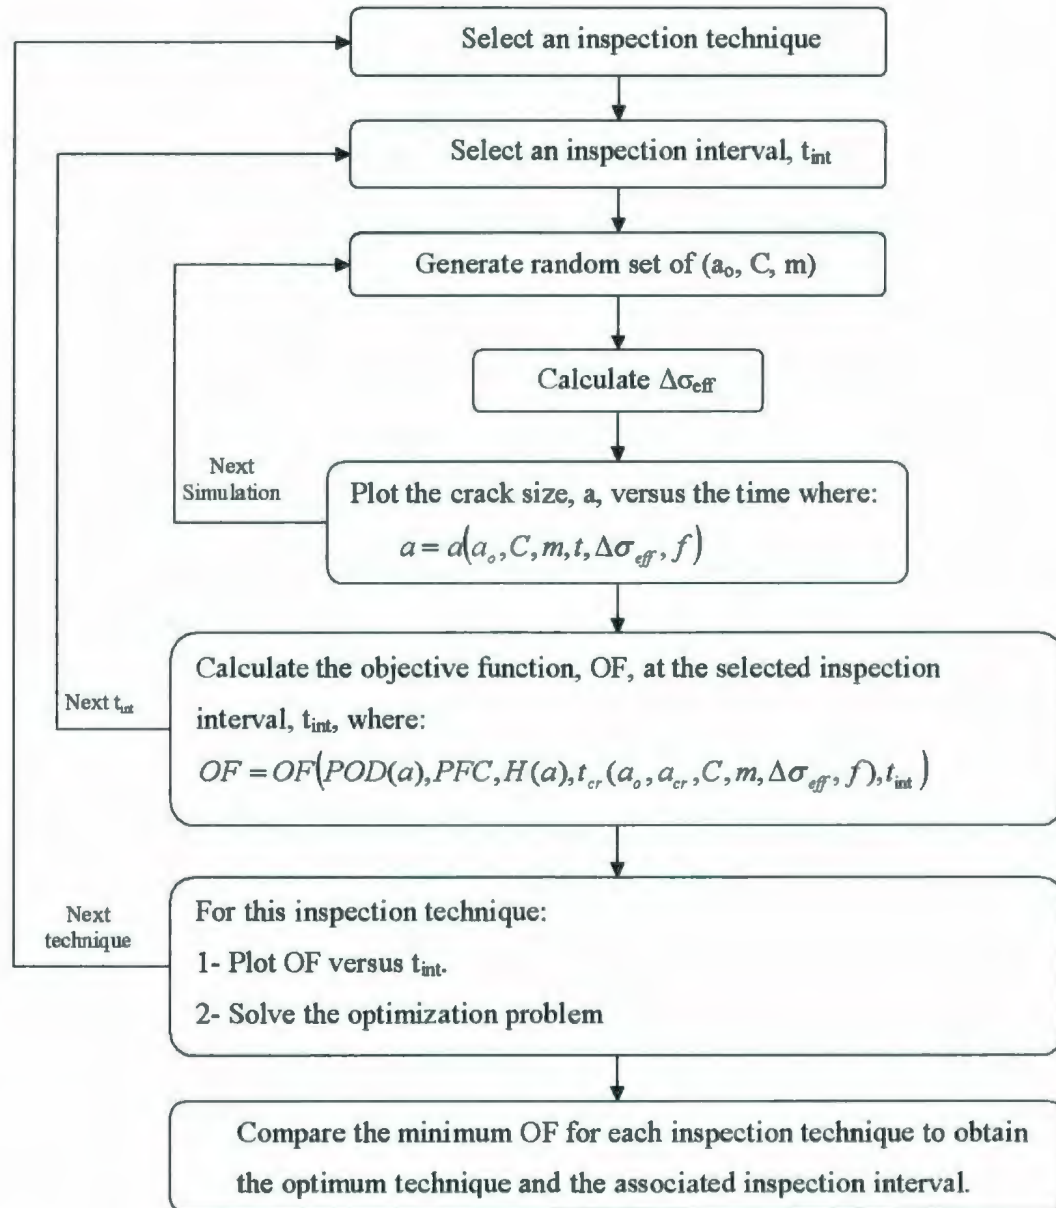 Select an inspection technique
Select an inspection interval, t_int
Generate random set of (a_o, C, m)
Calculate Δσ_eff
Next
Simulation
Plot the crack size, a, versus the time where:
a = a(a_o, C, m, t, Δσ_eff, f)
Calculate the objective function, OF, at the selected inspection
Next t_int
interval, t_int, where:
OF = OF(POD(a), PFC, H(a), t_cr(a_o, a_cr, C, m, Δσ_eff, f), t_int)
Next
technique
For this inspection technique:
1- Plot OF versus t_int.
2- Solve the optimization problem
Compare the minimum OF for each inspection technique to obtain
the optimum technique and the associated inspection interval.